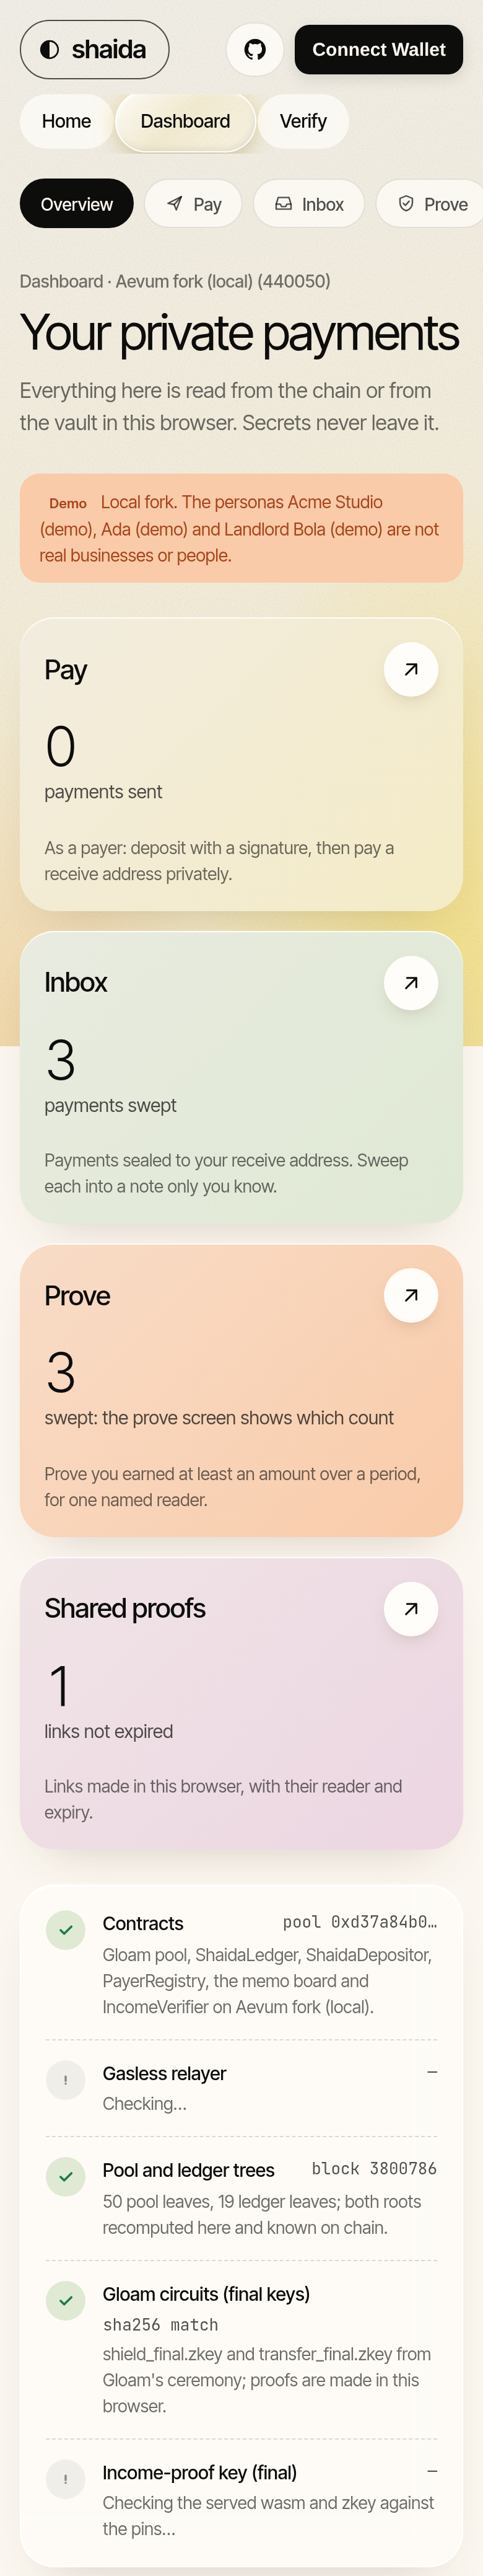 shaida
Connect Wallet
Home Dashboard Verify
Overview Pay Inbox Prove
Dashboard · Aevum fork (local) (440050)
Your private payments
Everything here is read from the chain or from
the vault in this browser. Secrets never leave it.
Demo Local fork. The personas Acme Studio
(demo), Ada (demo) and Landlord Bola (demo) are not
real businesses or people.
Pay
0
payments sent
As a payer: deposit with a signature, then pay a
receive address privately.
Inbox
3
payments swept
Payments sealed to your receive address. Sweep
each into a note only you know.
Prove
3
swept: the prove screen shows which count
Prove you earned at least an amount over a period,
for one named reader.
Shared proofs
1
links not expired
Links made in this browser, with their reader and
expiry.
Contracts pool 0xd37a84b0…
Gloam pool, ShaidaLedger, ShaidaDepositor,
PayerRegistry, the memo board and
IncomeVerifier on Aevum fork (local).
Gasless relayer –
Checking…
Pool and ledger trees block 3800786
50 pool leaves, 19 ledger leaves; both roots
recomputed here and known on chain.
Gloam circuits (final keys)
sha256 match
shield_final.zkey and transfer_final.zkey from
Gloam's ceremony; proofs are made in this
browser.
Income-proof key (final) –
Checking the served wasm and zkey against
the pins…